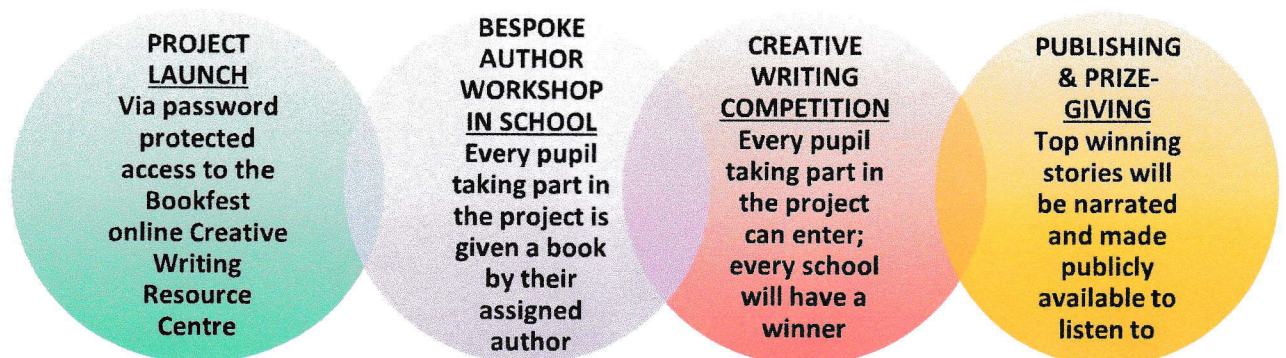 PROJECT
LAUNCH
Via password
protected
access to the
Bookfest
online Creative
Writing
Resource
Centre
BESPOKE
AUTHOR
WORKSHOP
IN SCHOOL
Every pupil
taking part in
the project is
given a book
by their
assigned
author
CREATIVE
WRITING
COMPETITION
Every pupil
taking part in
the project
can enter;
every school
will have a
winner
PUBLISHING
& PRIZE-
GIVING
Top winning
stories will
be narrated
and made
publicly
available to
listen to